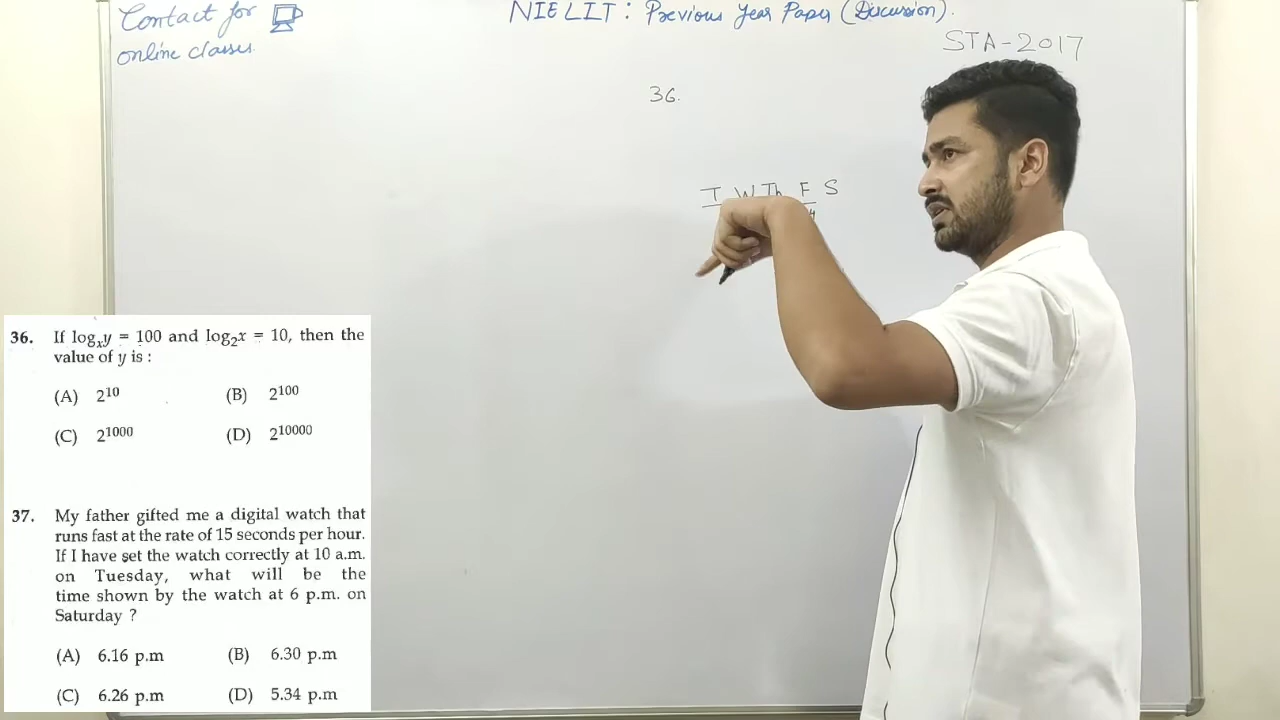 Contact for
online classes
NIELIT : Previous Year Paper (Discussion).
STA-2017
36.
T W Th F S
36. If logₓy = 100 and log₂x = 10, then the
value of y is :
(A) 2¹⁰ (B) 2¹⁰⁰
(C) 2¹⁰⁰⁰ (D) 2¹⁰⁰⁰⁰
37. My father gifted me a digital watch that
runs fast at the rate of 15 seconds per hour.
If I have set the watch correctly at 10 a.m.
on Tuesday, what will be the
time shown by the watch at 6 p.m. on
Saturday ?
(A) 6.16 p.m (B) 6.30 p.m
(C) 6.26 p.m (D) 5.34 p.m